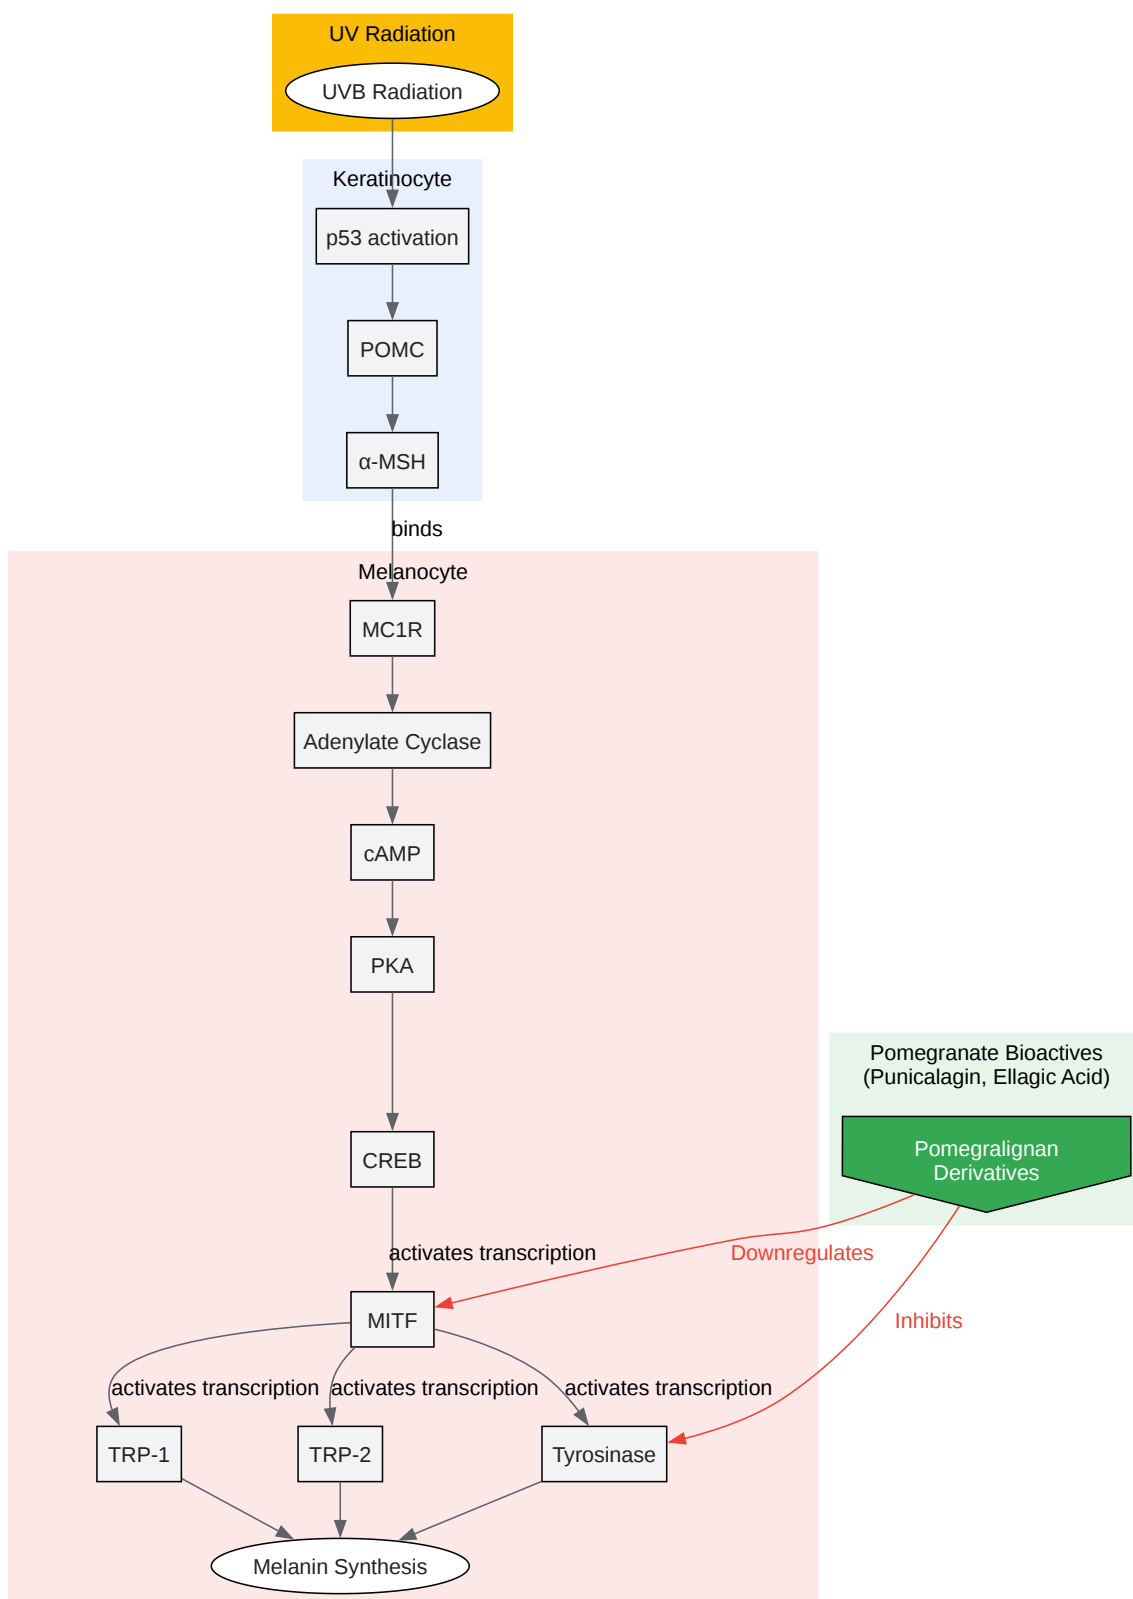 UV Radiation
UVB Radiation
Keratinocyte
p53 activation
POMC
α-MSH
binds
Melanocyte
MC1R
Adenylate Cyclase
cAMP
PKA
Pomegranate Bioactives
(Punicalagin, Ellagic Acid)
Pomegralignan
Derivatives
CREB
activates transcription
Downregulates
MITF
Inhibits
activates transcription
activates transcription
activates transcription
TRP-1
TRP-2
Tyrosinase
Melanin Synthesis